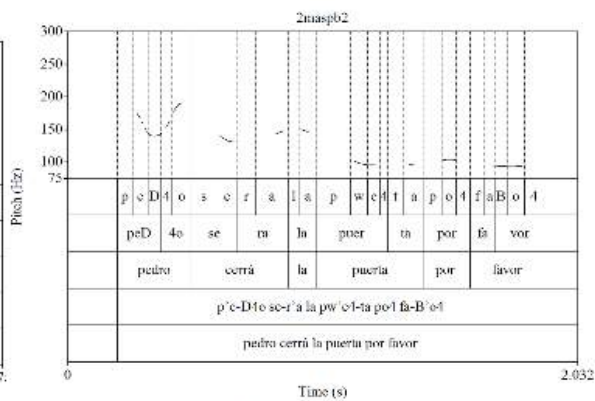 2maspb2
300
250
200
150
100
75
Pitch (Hz)
p e D 4 o s e r a l a p w e 4 t a p o 4 f a B o 4
peD 4o se ra la puer ta por fa vor
pedro cerrá la puerta por favor
p'e-D4o se-r'a la pw'e4-ta po4 fa-B'o4
pedro cerrá la puerta por favor
0 2.032
Time (s)
7.